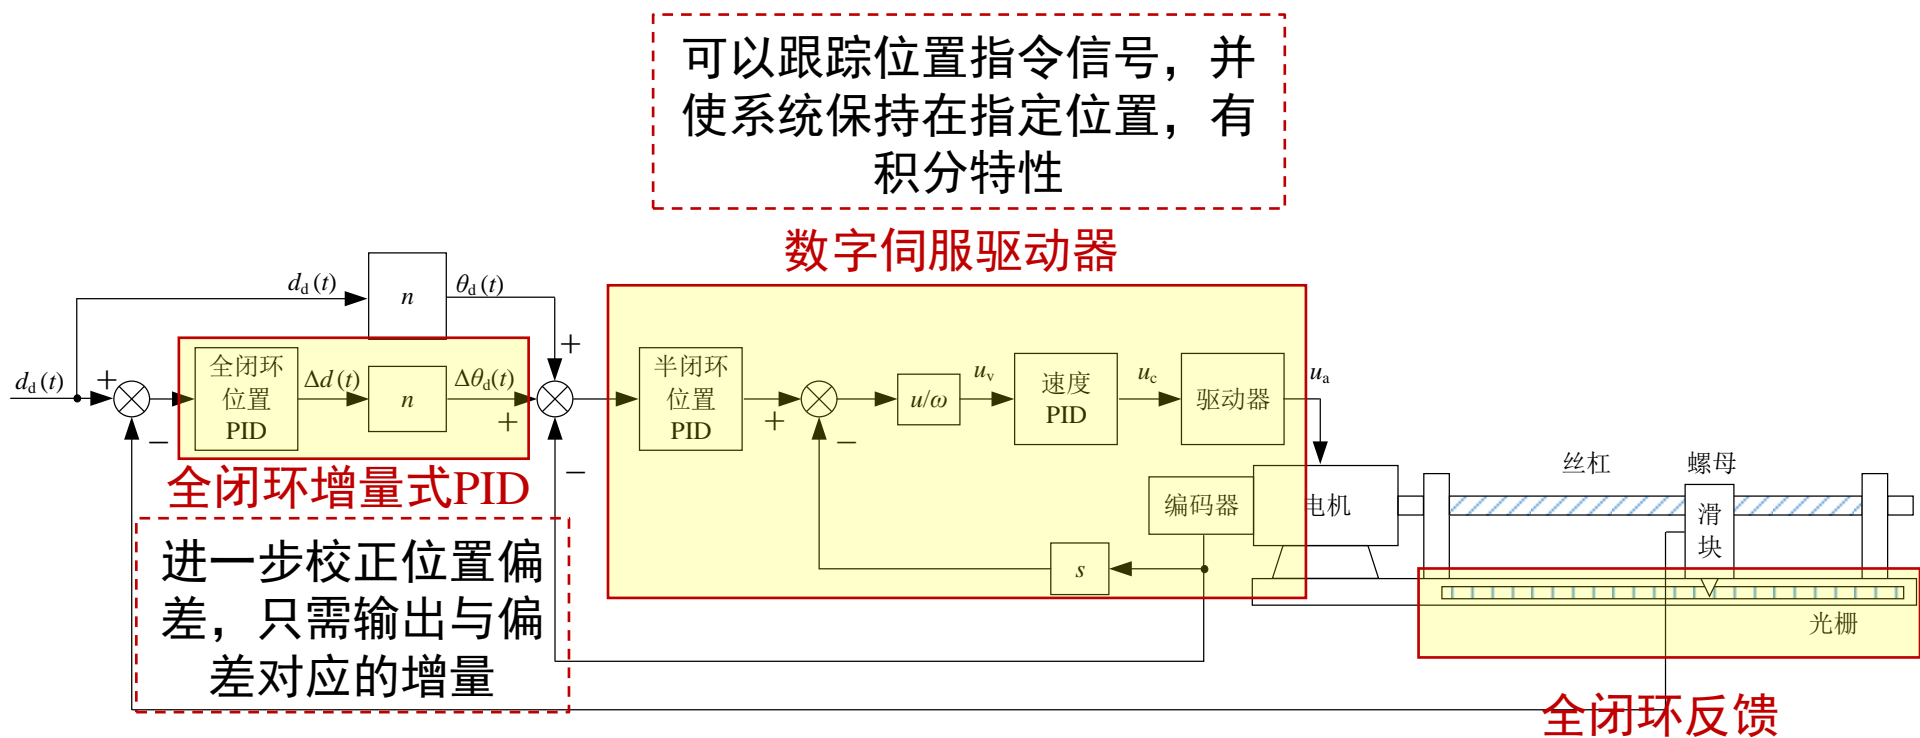 可以跟踪位置指令信号，并
使系统保持在指定位置，有
积分特性
数字伺服驱动器
d_d(t)
n
θ_d(t)
+
d_d(t)
+
−
全闭环
位置
PID
Δd(t)
n
Δθ_d(t)
+
−
半闭环
位置
PID
+
−
u/ω
u_v
速度
PID
u_c
驱动器
u_a
全闭环增量式PID
编码器
电机
s
丝杠
螺母
滑
块
光栅
进一步校正位置偏
差，只需输出与偏
差对应的增量
全闭环反馈